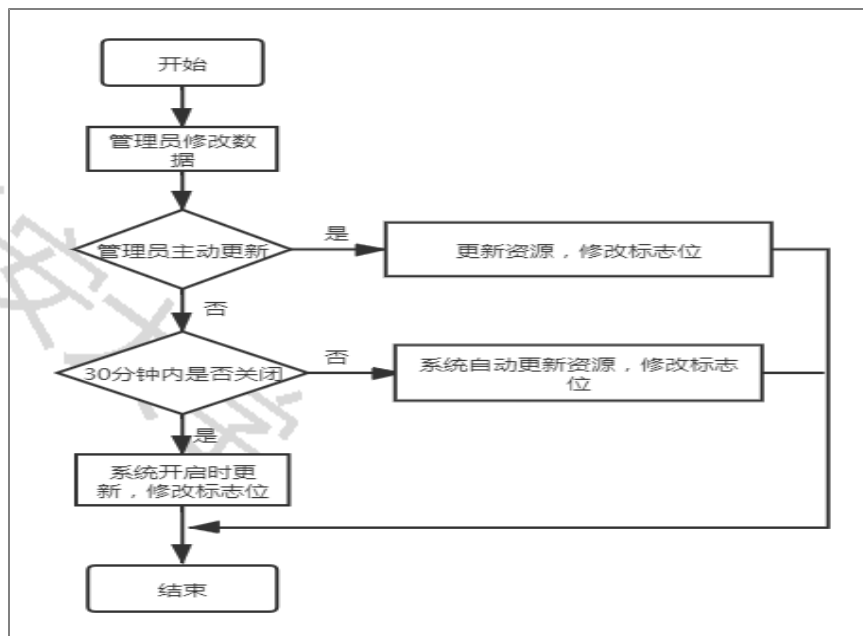 开始
管理员修改数
据
管理员主动更新
是
更新资源，修改标志位
否
30分钟内是否关闭
否
系统自动更新资源，修改标志
位
是
系统开启时更
新，修改标志位
结束
安大学